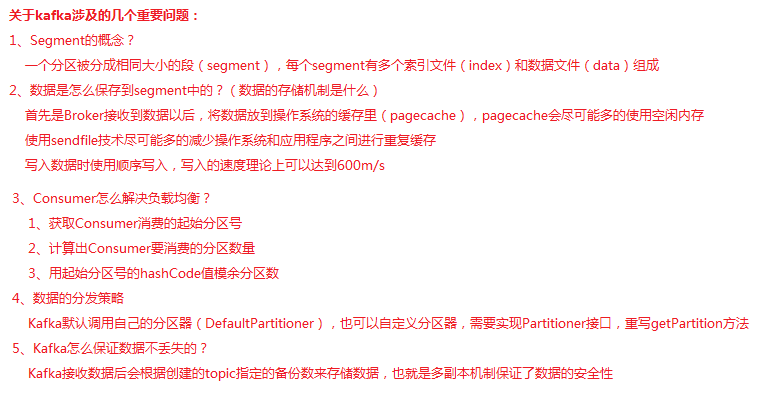 关于kafka涉及的几个重要问题：
1、Segment的概念？
一个分区被分成相同大小的段（segment），每个segment有多个索引文件（index）和数据文件（data）组成
2、数据是怎么保存到segment中的？（数据的存储机制是什么）
首先是Broker接收到数据以后，将数据放到操作系统的缓存里（pagecache），pagecache会尽可能多的使用空闲内存
使用sendfile技术尽可能多的减少操作系统和应用程序之间进行重复缓存
写入数据时使用顺序写入，写入的速度理论上可以达到600m/s
3、Consumer怎么解决负载均衡？
1、获取Consumer消费的起始分区号
2、计算出Consumer要消费的分区数量
3、用起始分区号的hashCode值模余分区数
4、数据的分发策略
Kafka默认调用自己的分区器（DefaultPartitioner），也可以自定义分区器，需要实现Partitioner接口，重写getPartition方法
5、Kafka怎么保证数据不丢失的？
Kafka接收数据后会根据创建的topic指定的备份数来存储数据，也就是多副本机制保证了数据的安全性